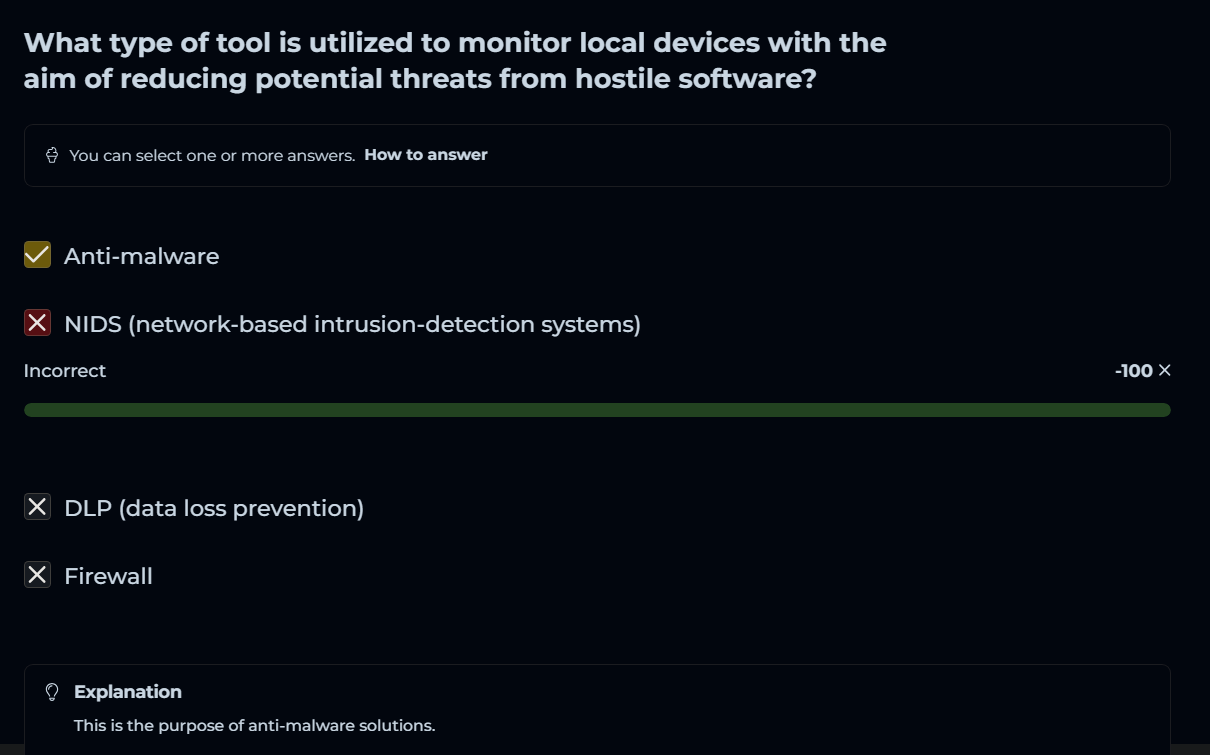 What type of tool is utilized to monitor local devices with the
aim of reducing potential threats from hostile software?
You can select one or more answers. How to answer
Anti-malware
NIDS (network-based intrusion-detection systems)
Incorrect -100 ×
DLP (data loss prevention)
Firewall
Explanation
This is the purpose of anti-malware solutions.